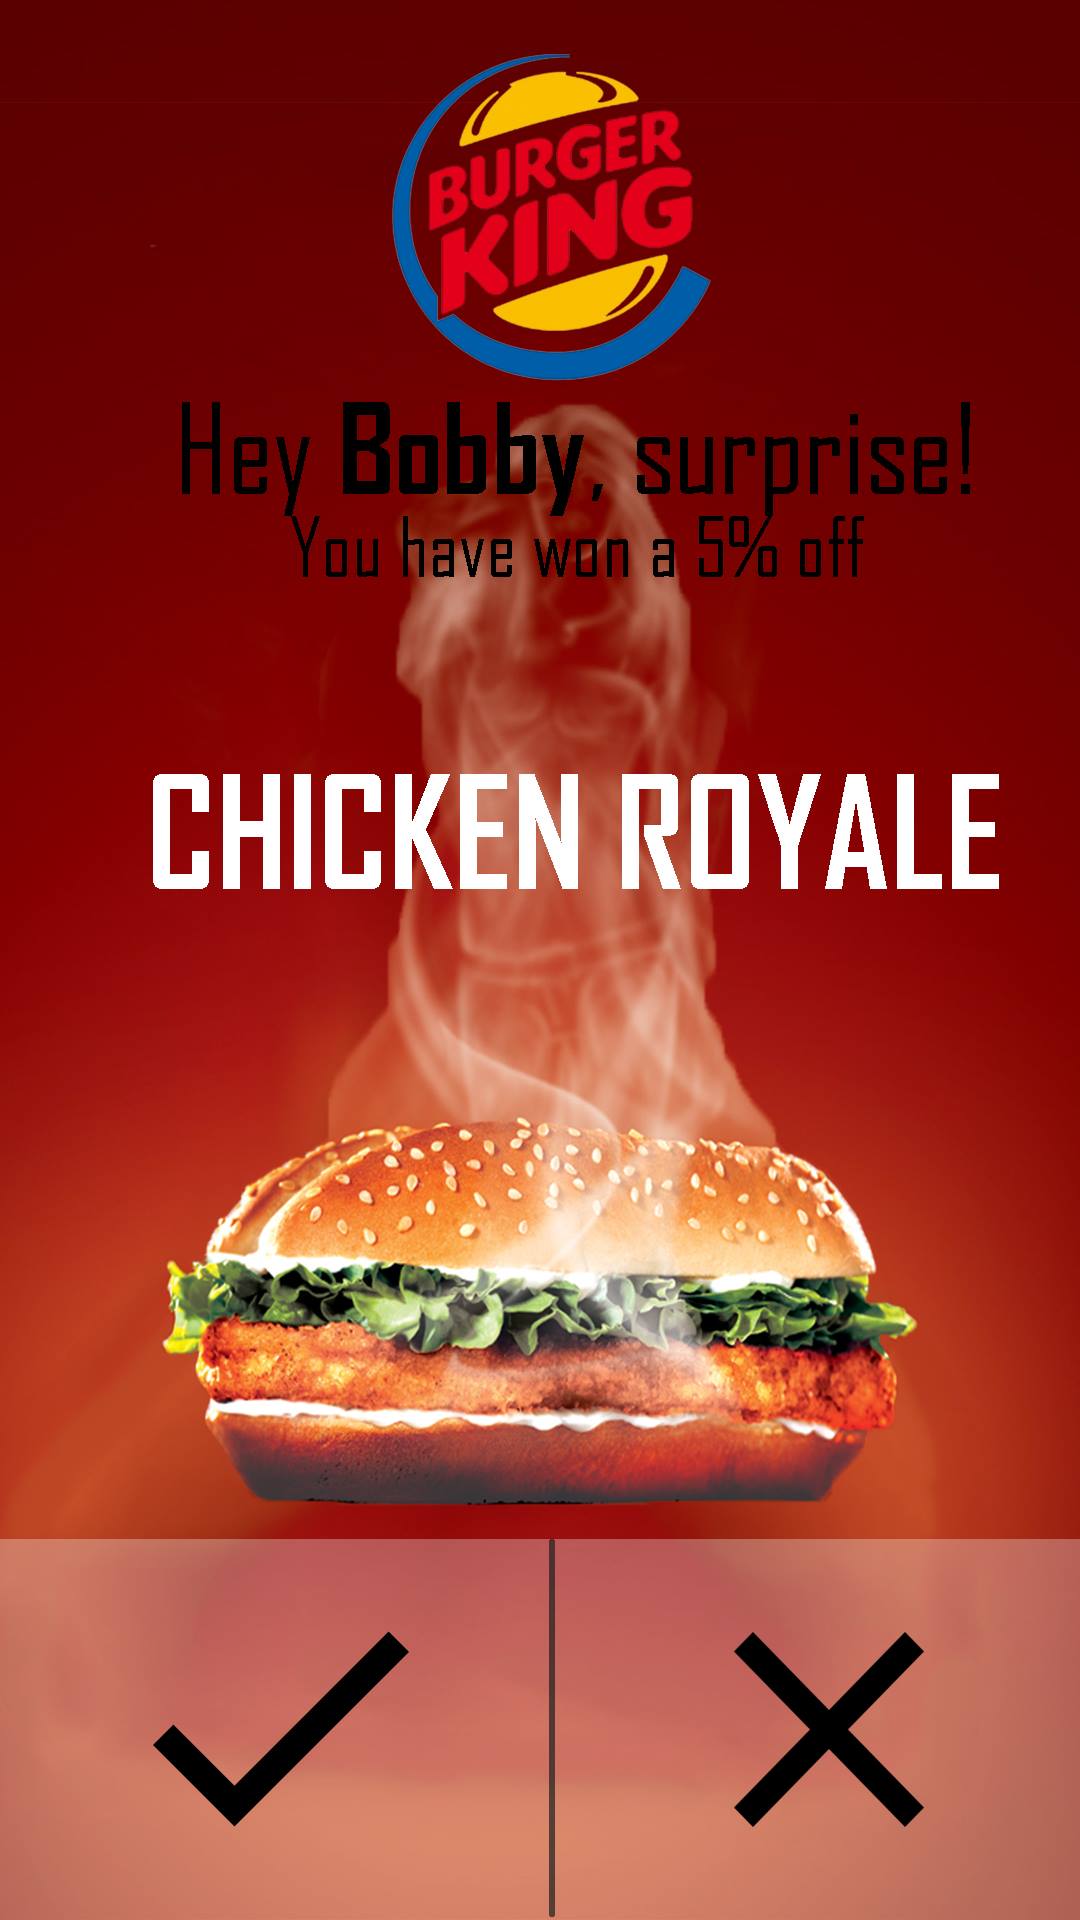 BURGER
KING
Hey Bobby, surprise!
You have won a 5% off
CHICKEN ROYALE